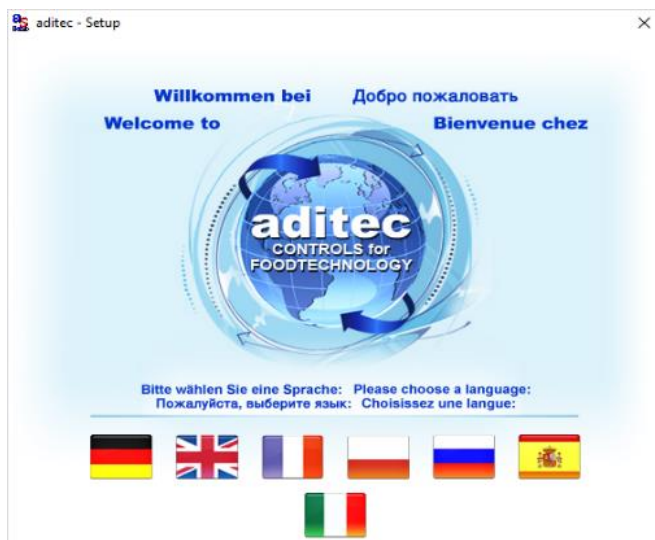 aditec - Setup
Willkommen bei Добро пожаловать
Welcome to Bienvenue chez
aditec
CONTROLS for
FOODTECHNOLOGY
Bitte wählen Sie eine Sprache: Please choose a language:
Пожалуйста, выберите язык: Choisissez une langue: